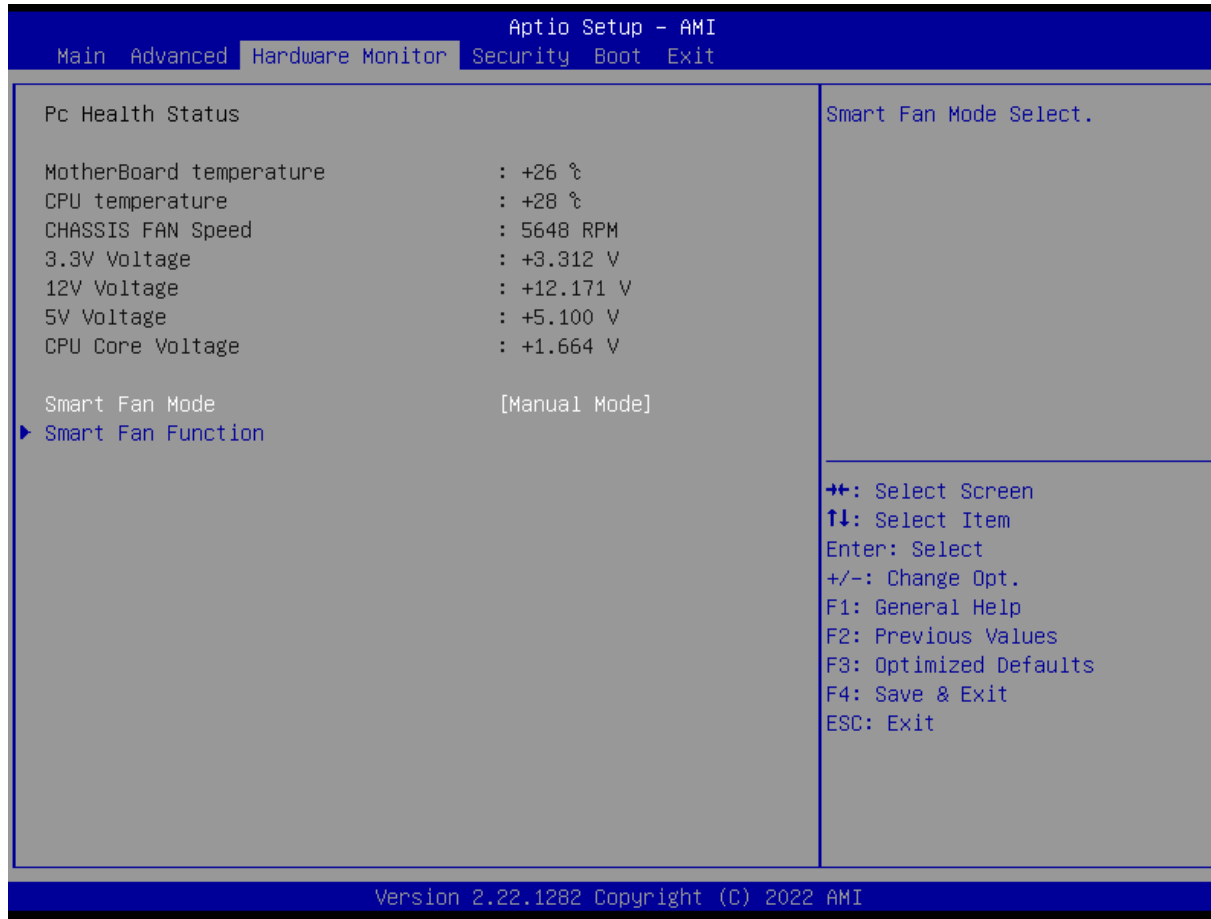 Aptio Setup – AMI
Main Advanced Hardware Monitor Security Boot Exit
Pc Health Status
MotherBoard temperature : +26 ℃
CPU temperature : +28 ℃
CHASSIS FAN Speed : 5648 RPM
3.3V Voltage : +3.312 V
12V Voltage : +12.171 V
5V Voltage : +5.100 V
CPU Core Voltage : +1.664 V
Smart Fan Mode [Manual Mode]
▶ Smart Fan Function
Smart Fan Mode Select.
→←: Select Screen
↑↓: Select Item
Enter: Select
+/-: Change Opt.
F1: General Help
F2: Previous Values
F3: Optimized Defaults
F4: Save & Exit
ESC: Exit
Version 2.22.1282 Copyright (C) 2022 AMI